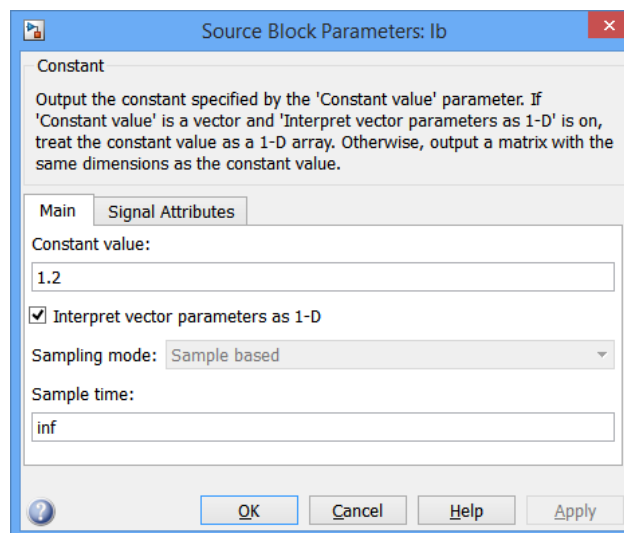 Source Block Parameters: Ib
Constant
Output the constant specified by the 'Constant value' parameter. If
'Constant value' is a vector and 'Interpret vector parameters as 1-D' is on,
treat the constant value as a 1-D array. Otherwise, output a matrix with the
same dimensions as the constant value.
Main Signal Attributes
Constant value:
1.2
Interpret vector parameters as 1-D
Sampling mode: Sample based
Sample time:
inf
OK Cancel Help Apply